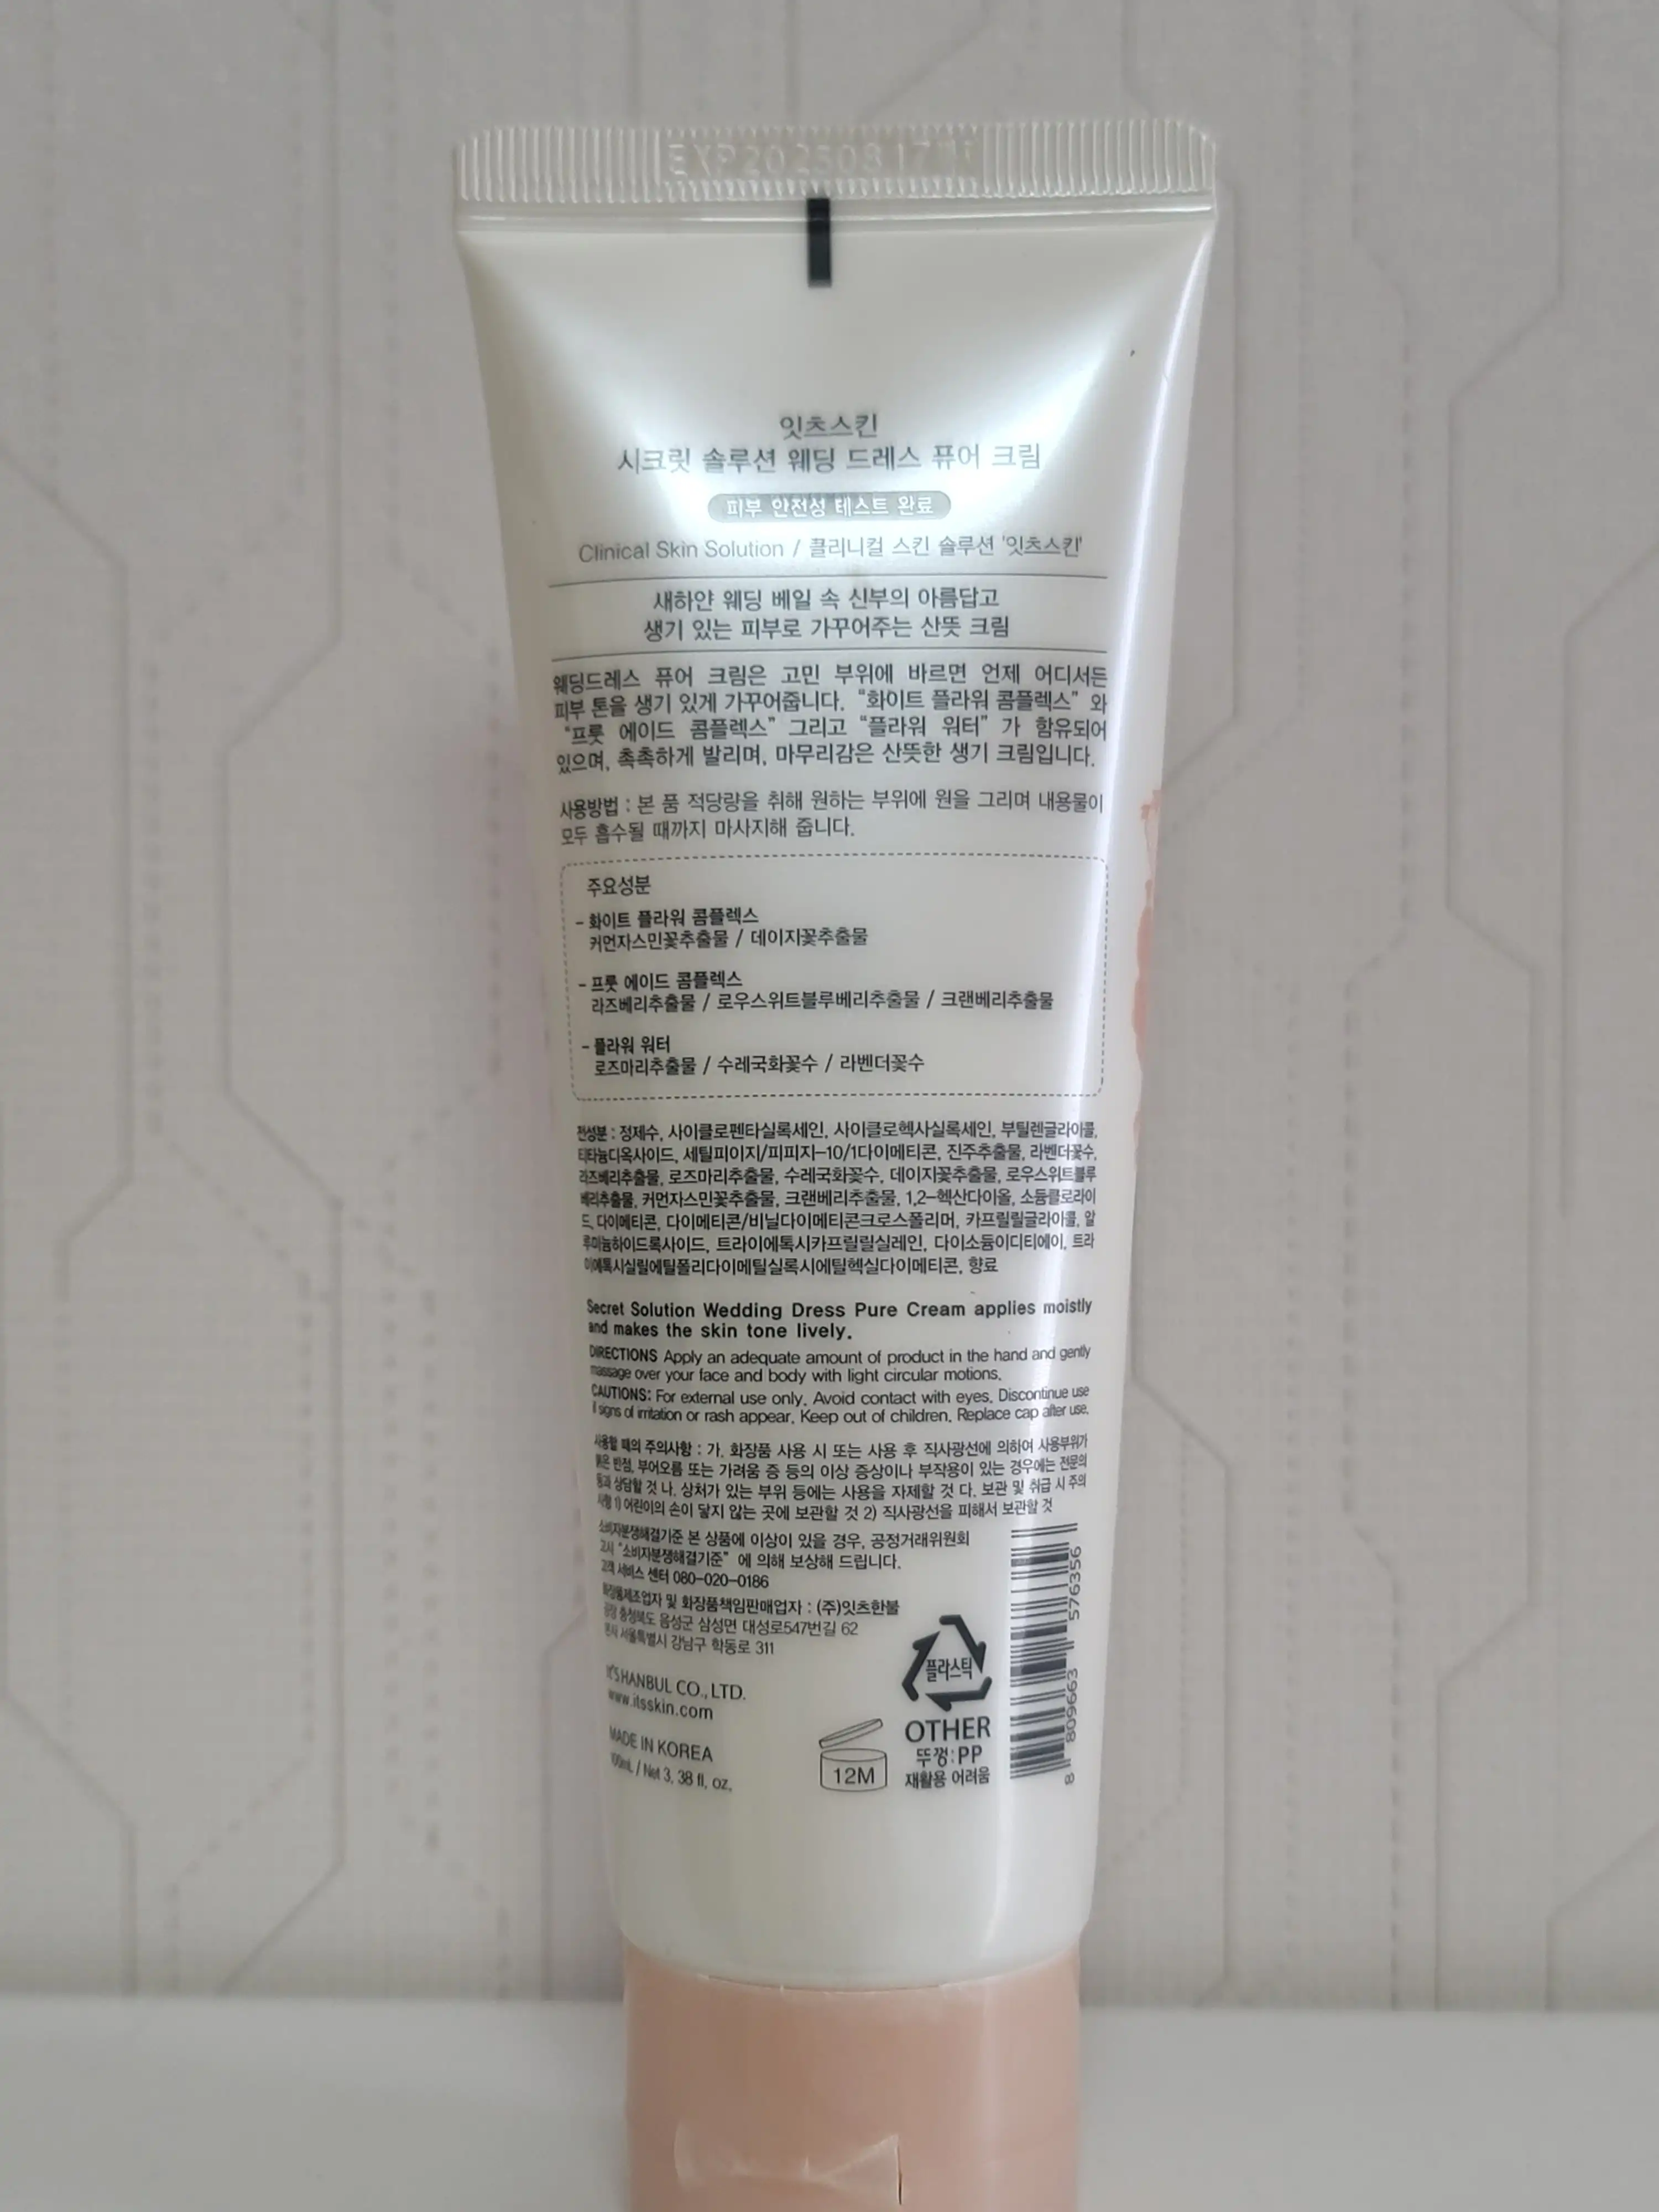 EXP20250817
잇츠스킨
시크릿 솔루션 웨딩 드레스 퓨어 크림
피부 안전성 테스트 완료
Clinical Skin Solution / 클리니컬 스킨 솔루션 '잇츠스킨'
새하얀 웨딩 베일 속 신부의 아름답고
생기 있는 피부로 가꾸어주는 산뜻 크림
웨딩드레스 퓨어 크림은 고민 부위에 바르면 언제 어디서든
피부 톤을 생기 있게 가꾸어줍니다. “화이트 플라워 콤플렉스” 와
“프룻 에이드 콤플렉스” 그리고 “플라워 워터” 가 함유되어
있으며, 촉촉하게 발리며, 마무리감은 산뜻한 생기 크림입니다.
사용방법 : 본 품 적당량을 취해 원하는 부위에 원을 그리며 내용물이
모두 흡수될 때까지 마사지해 줍니다.
주요성분
- 화이트 플라워 콤플렉스
커먼자스민꽃추출물 / 데이지꽃추출물
- 프룻 에이드 콤플렉스
라즈베리추출물 / 로우스위트블루베리추출물 / 크랜베리추출물
- 플라워 워터
로즈마리추출물 / 수레국화꽃수 / 라벤더꽃수
전성분 : 정제수, 사이클로펜타실록세인, 사이클로헥사실록세인, 부틸렌글라이콜,
티타늄디옥사이드, 세틸피이지/피피지-10/1다이메티콘, 진주추출물, 라벤더꽃수,
라즈베리추출물, 로즈마리추출물, 수레국화꽃수, 데이지꽃추출물, 로우스위트블루
베리추출물, 커먼자스민꽃추출물, 크랜베리추출물, 1,2-헥산다이올, 소듐클로라이
드, 다이메티콘, 다이메티콘/비닐다이메티콘크로스폴리머, 카프릴릴글라이콜, 알
루미늄하이드록사이드, 트라이에톡시카프릴릴실레인, 다이소듐이디티에이, 트라
이에톡시실릴에틸폴리다이메틸실록시에틸헥실다이메티콘, 향료
Secret Solution Wedding Dress Pure Cream applies moistly
and makes the skin tone lively.
DIRECTIONS Apply an adequate amount of product in the hand and gently
massage over your face and body with light circular motions.
CAUTIONS: For external use only. Avoid contact with eyes. Discontinue use
if signs of irritation or rash appear. Keep out of children. Replace cap after use.
사용할 때의 주의사항 : 가. 화장품 사용 시 또는 사용 후 직사광선에 의하여 사용부위가
붉은 반점, 부어오름 또는 가려움 증 등의 이상 증상이나 부작용이 있는 경우에는 전문의
등과 상담할 것 나. 상처가 있는 부위 등에는 사용을 자제할 것 다. 보관 및 취급 시 주의
사항 1) 어린이의 손이 닿지 않는 곳에 보관할 것 2) 직사광선을 피해서 보관할 것
소비자분쟁해결기준 본 상품에 이상이 있을 경우, 공정거래위원회
고시 “소비자분쟁해결기준” 에 의해 보상해 드립니다.
고객 서비스 센터 080-020-0186
화장품제조업자 및 화장품책임판매업자 : (주)잇츠한불
공장 충청북도 음성군 삼성면 대성로547번길 62
본사 서울특별시 강남구 학동로 311
It'S HANBUL CO., LTD.
www.itsskin.com
MADE IN KOREA
100mL / Net 3, 38 fl, oz.
12M
플라스틱
OTHER
뚜껑:PP
재활용 어려움
8 809663 576356